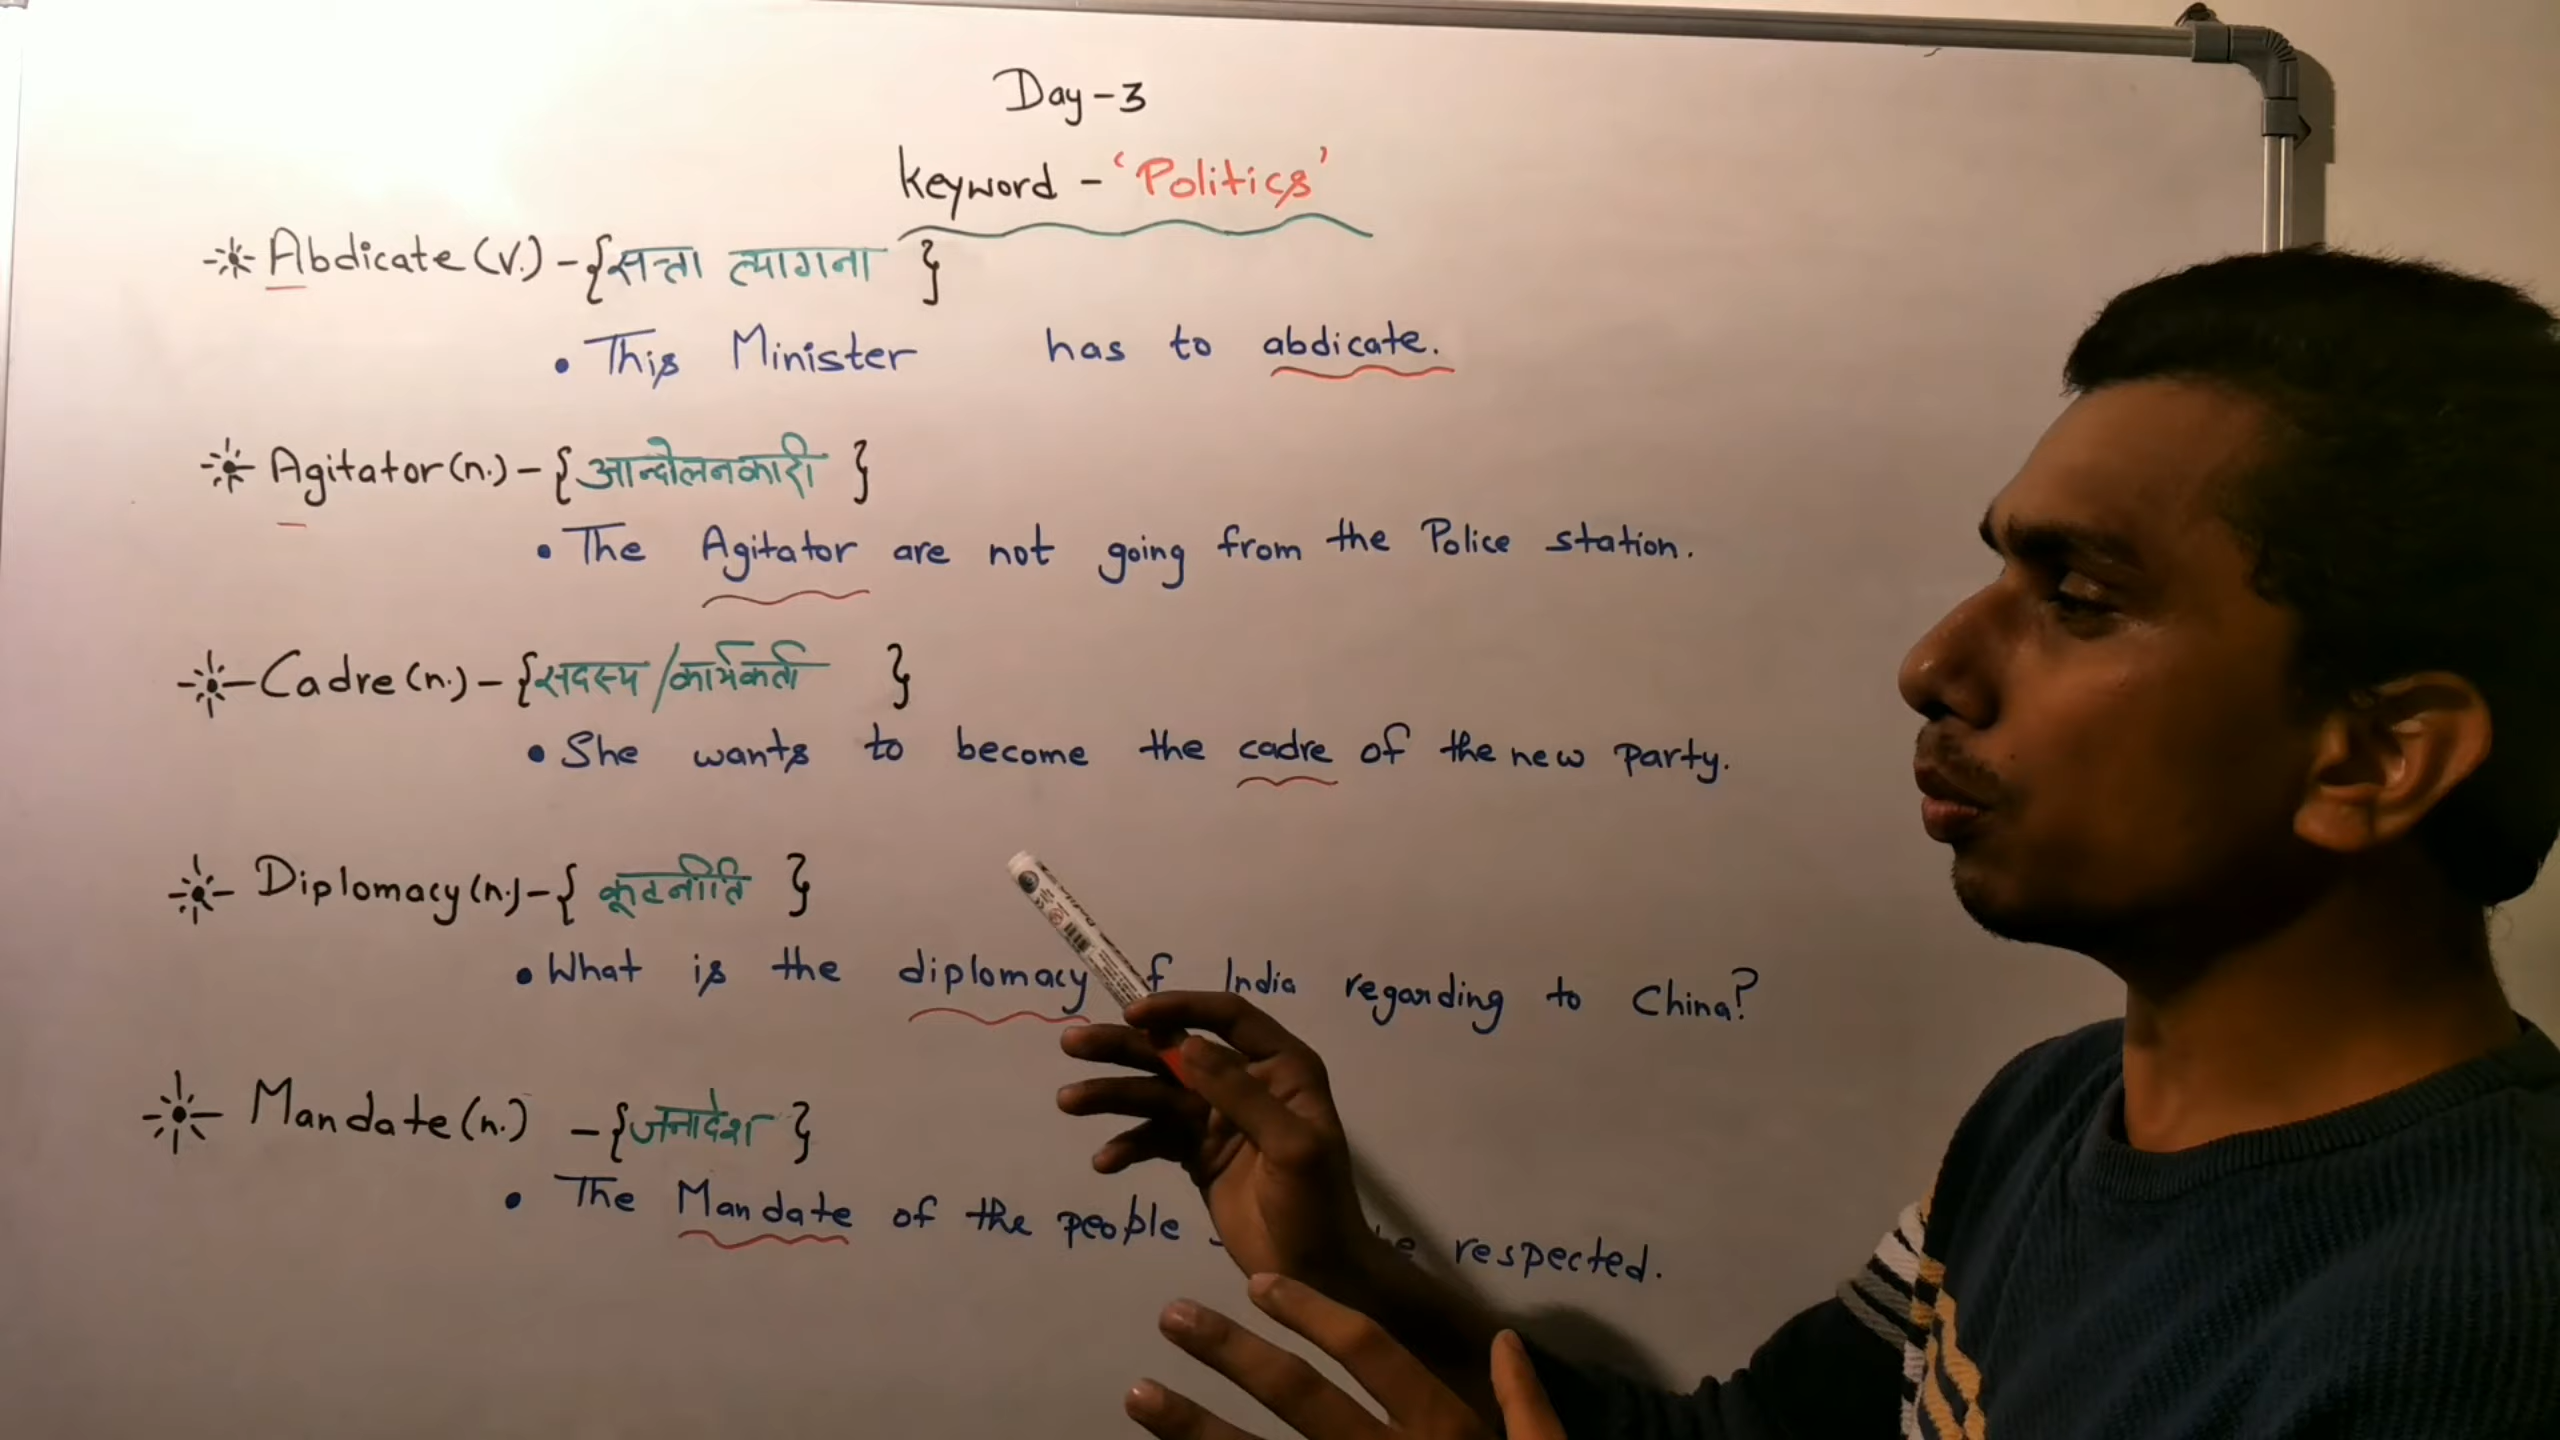 Day-3
Keyword - 'Politics'
Abdicate (v.) - {सत्ता त्यागना }
• This Minister has to abdicate.
Agitator (n.) - { आन्दोलनकारी }
• The Agitator are not going from the Police station.
Cadre (n.) - {सदस्य /कार्यकर्ता }
• She wants to become the cadre of the new party.
Diplomacy (n.) - { कूटनीति }
• What is the diplomacy f India regarding to China?
Mandate (n.) - {जनादेश }
• The Mandate of the people respected.